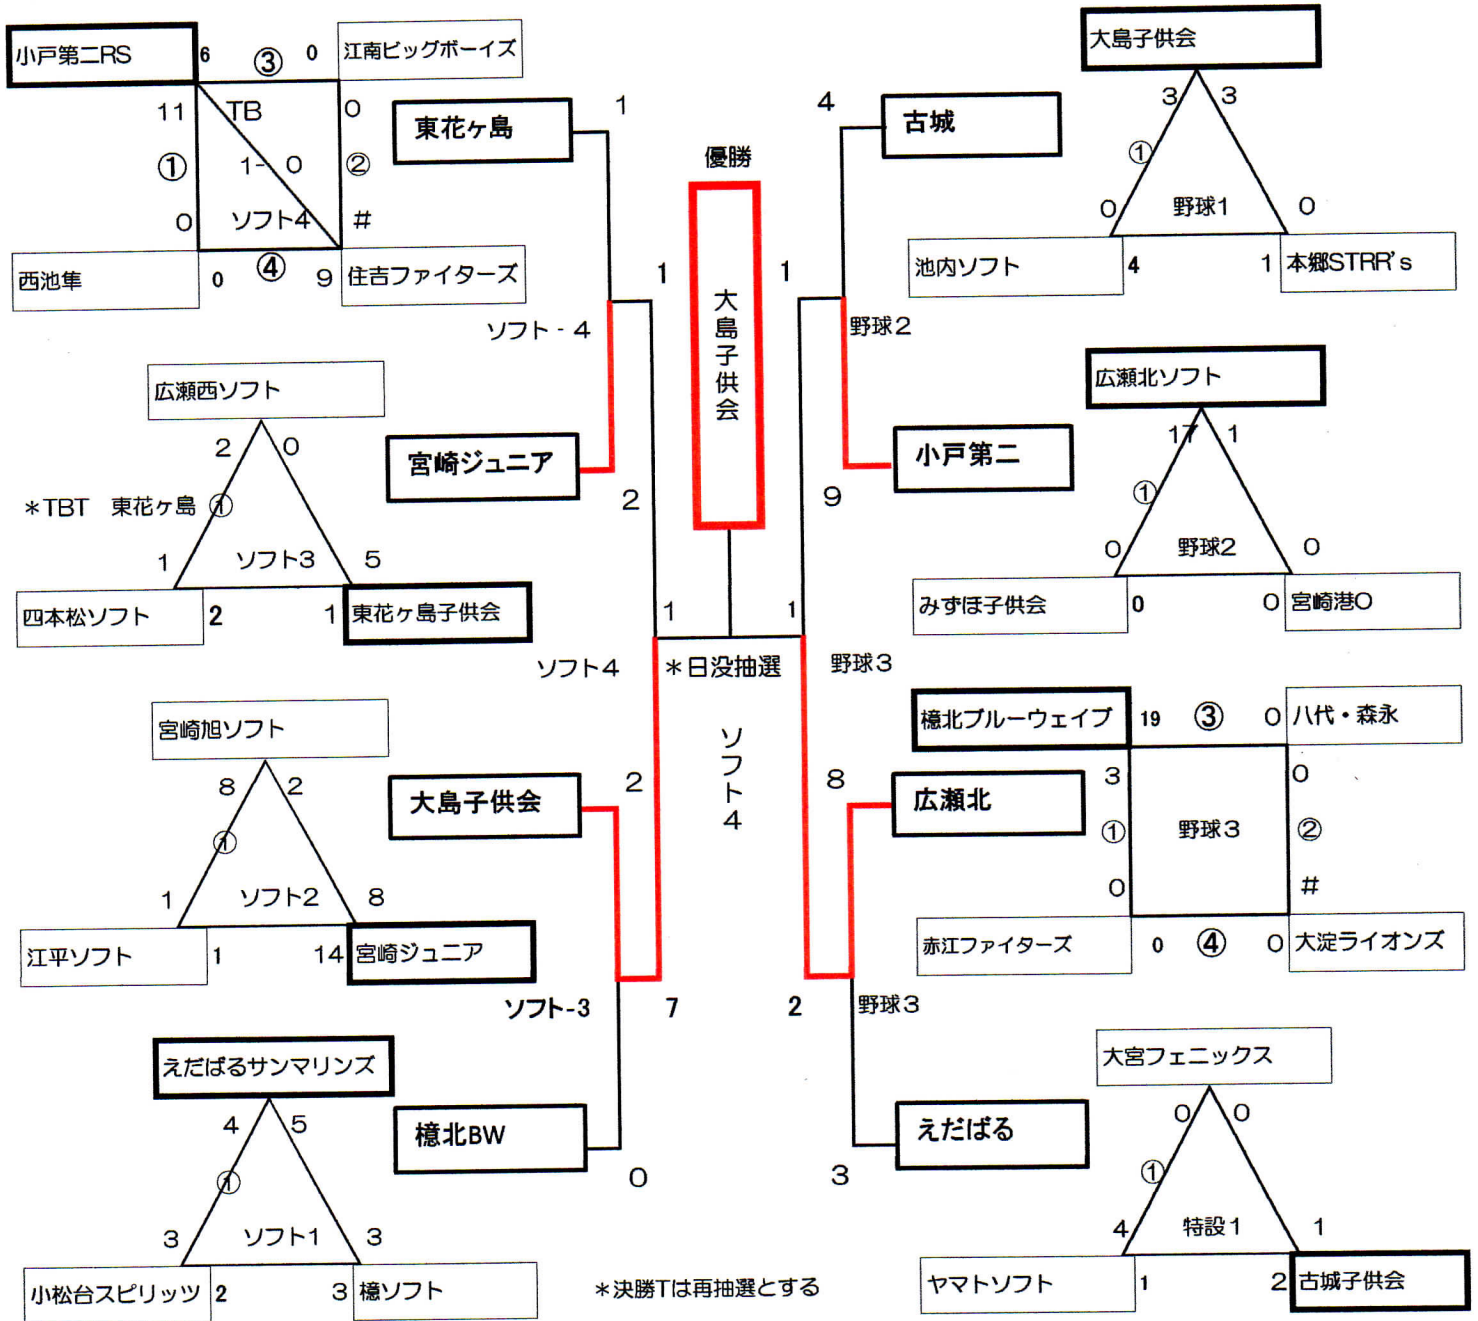 小戸第二RS
6 ③ 0
江南ビッグボーイズ
11 TB 0
① 1- 0 ②
0 ソフト4 #
西池隼
0 ④ 9
住吉ファイターズ
広瀬西ソフト
2 0
＊TBT 東花ヶ島 ①
1 ソフト3 5
四本松ソフト
2 1
東花ヶ島子供会
宮崎旭ソフト
8 2
①
1 ソフト2 8
江平ソフト
1 14
宮崎ジュニア
えだばるサンマリンズ
4 5
①
3 ソフト1 3
小松台スピリッツ
2 3
檍ソフト
東花ヶ島
1
ソフト - 4
1
宮崎ジュニア
2
ソフト4
大島子供会
2
ソフト-3
7
檍北BW
0
優勝
大島子供会
1 1
＊日没抽選
ソフト4
＊決勝Tは再抽選とする
4
古城
1
野球2
小戸第二
9
野球3
8
広瀬北
2
野球3
えだばる
3
大島子供会
3 3
①
0 野球1 0
池内ソフト
4 1
本郷STRR's
広瀬北ソフト
17 1
①
0 野球2 0
みずほ子供会
0 0
宮崎港O
檍北ブルーウェイブ
19 ③ 0
八代・森永
3 0
① 野球3 ②
0 #
赤江ファイターズ
0 ④ 0
大淀ライオンズ
大宮フェニックス
0 0
①
4 特設1 1
ヤマトソフト
1 2
古城子供会